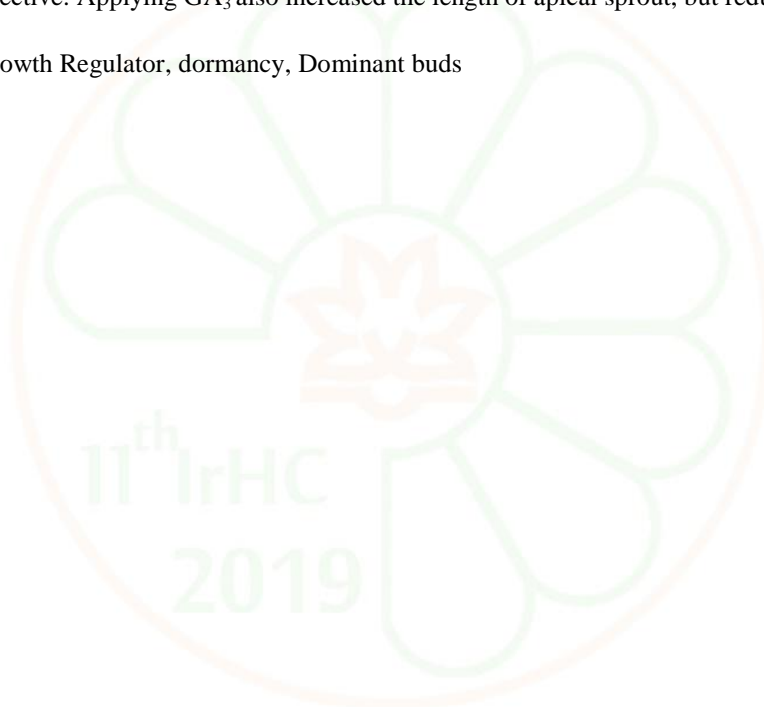 ective. Applying GA₃ also increased the length of apical sprout, but redu
owth Regulator, dormancy, Dominant buds
11th IrHC
2019